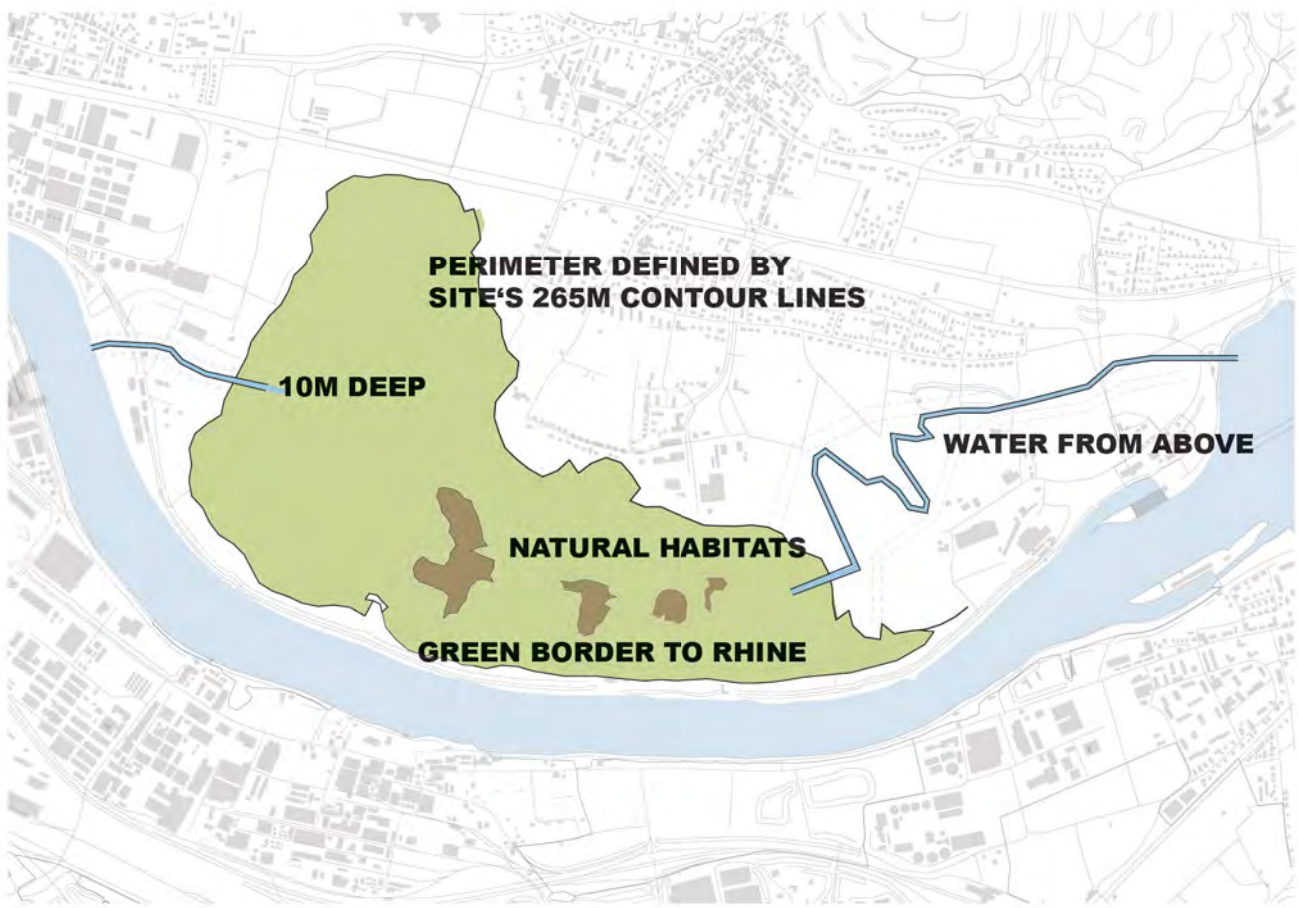 PERIMETER DEFINED BY
SITE‘S 265M CONTOUR LINES
10M DEEP
WATER FROM ABOVE
NATURAL HABITATS
GREEN BORDER TO RHINE